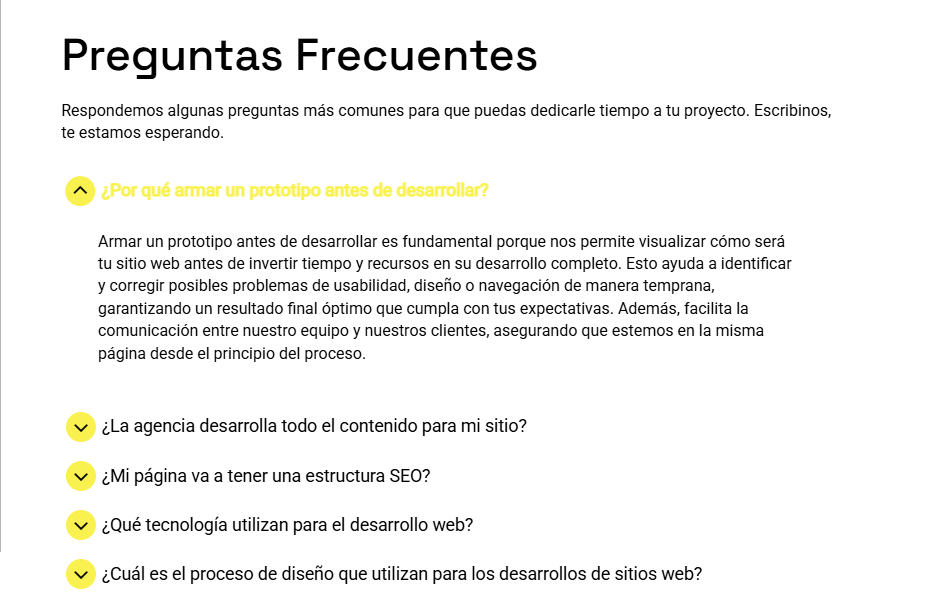 Preguntas Frecuentes
Respondemos algunas preguntas más comunes para que puedas dedicarle tiempo a tu proyecto. Escribinos,
te estamos esperando.
¿Por qué armar un prototipo antes de desarrollar?
Armar un prototipo antes de desarrollar es fundamental porque nos permite visualizar cómo será
tu sitio web antes de invertir tiempo y recursos en su desarrollo completo. Esto ayuda a identificar
y corregir posibles problemas de usabilidad, diseño o navegación de manera temprana,
garantizando un resultado final óptimo que cumpla con tus expectativas. Además, facilita la
comunicación entre nuestro equipo y nuestros clientes, asegurando que estemos en la misma
página desde el principio del proceso.
¿La agencia desarrolla todo el contenido para mi sitio?
¿Mi página va a tener una estructura SEO?
¿Qué tecnología utilizan para el desarrollo web?
¿Cuál es el proceso de diseño que utilizan para los desarrollos de sitios web?